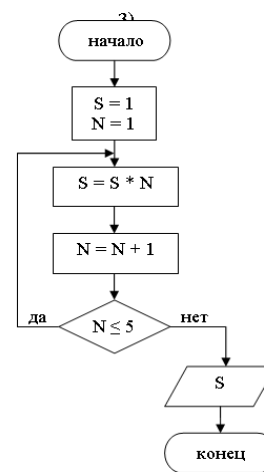 3)
начало
S = 1
N = 1
S = S * N
N = N + 1
да
N ≤ 5
нет
S
конец